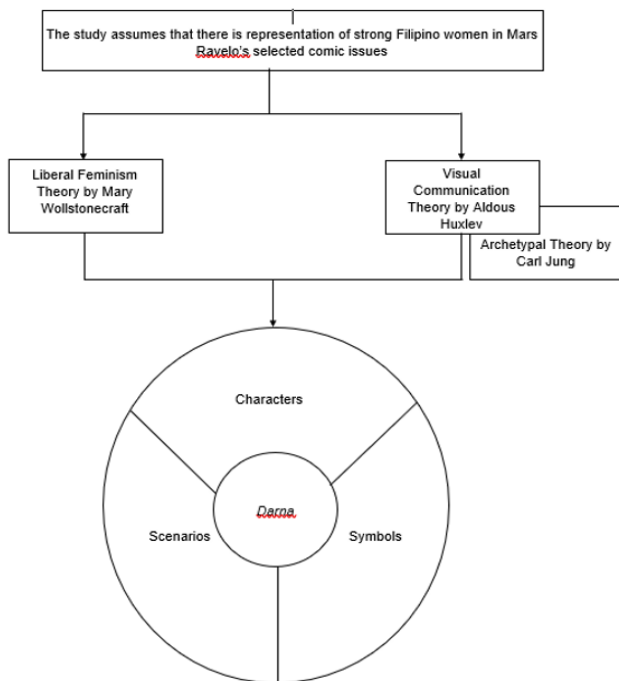 The study assumes that there is representation of strong Filipino women in Mars
Ravelo's selected comic issues
Liberal Feminism
Theory by Mary
Wollstonecraft
Visual
Communication
Theory by Aldous
Huxley
Archetypal Theory by
Carl Jung
Characters
Darna
Scenarios
Symbols